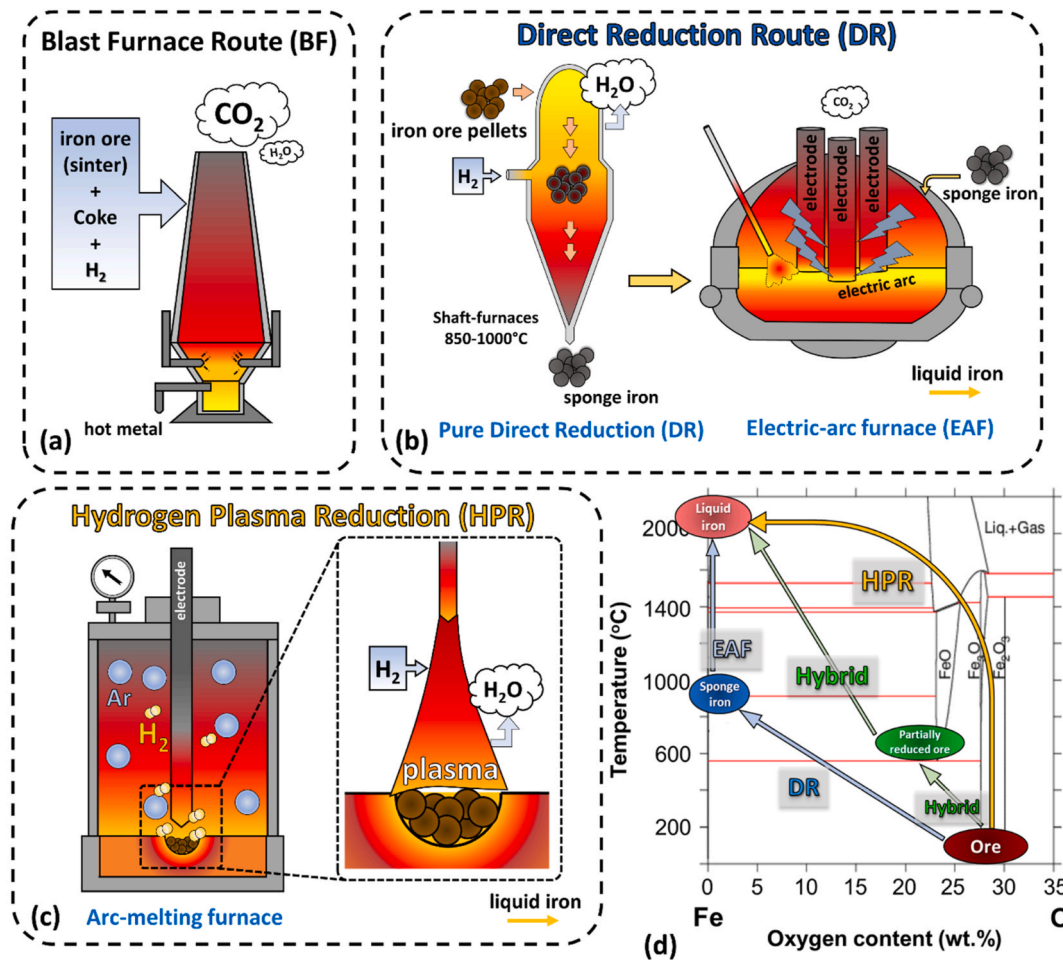 Blast Furnace Route (BF)
CO2
H2O
iron ore
(sinter)
+
Coke
+
H2
hot metal
(a)
Direct Reduction Route (DR)
iron ore pellets
H2O
H2
Shaft-furnaces
850-1000°C
sponge iron
CO2
electrode
electrode
electrode
sponge iron
electric arc
liquid iron
(b)
Pure Direct Reduction (DR)
Electric-arc furnace (EAF)
Hydrogen Plasma Reduction (HPR)
electrode
Ar
H2
H2
H2O
plasma
(c)
Arc-melting furnace
liquid iron
Temperature (°C)
2000
1400
1000
600
200
Liquid
iron
Liq.+Gas
HPR
EAF
Hybrid
FeO
Fe2O3
Sponge
iron
Partially
reduced ore
DR
Hybrid
Ore
0
5
10
15
20
25
30
35
Fe
(d)
Oxygen content (wt.%)